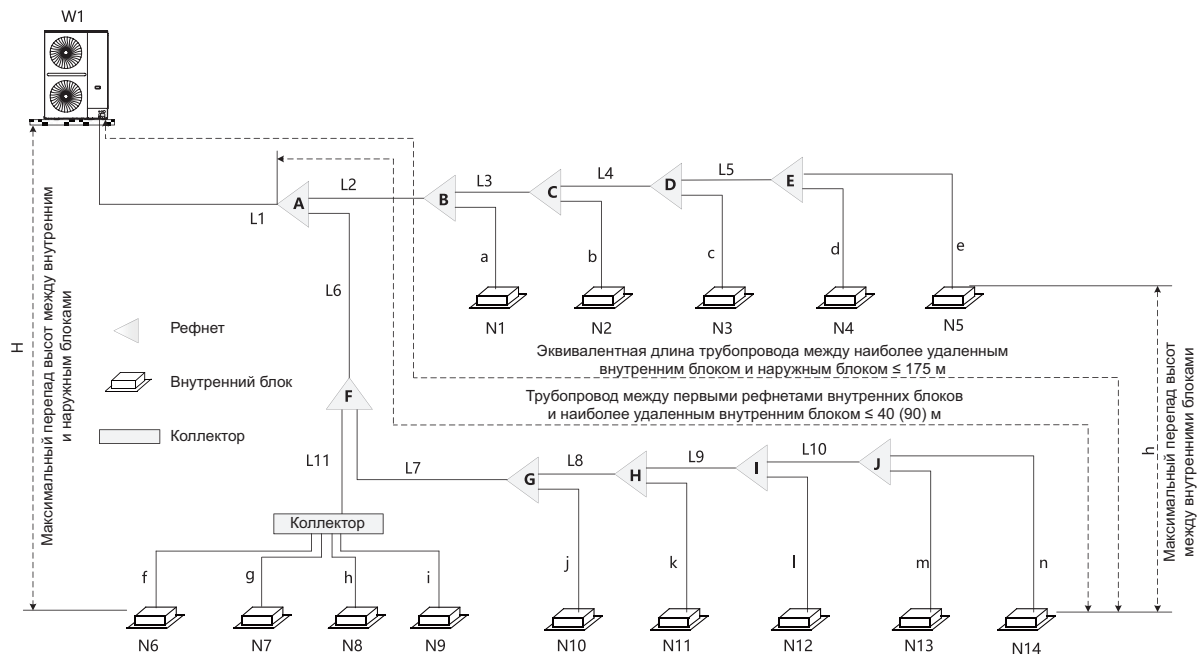 W1
H
Максимальный перепад высот между внутренним
и наружным блоками
L1
A
L2
B
L3
C
L4
D
L5
E
a
b
c
d
e
N1
N2
N3
N4
N5
L6
Рефнет
Внутренний блок
Коллектор
Эквивалентная длина трубопровода между наиболее удаленным
внутренним блоком и наружным блоком ≤ 175 м
Трубопровод между первыми рефнетами внутренних блоков
и наиболее удаленным внутренним блоком ≤ 40 (90) м
h
Максимальный перепад высот
между внутренними блоками
F
L11
L7
G
L8
H
L9
I
L10
J
Коллектор
f
g
h
i
j
k
l
m
n
N6
N7
N8
N9
N10
N11
N12
N13
N14